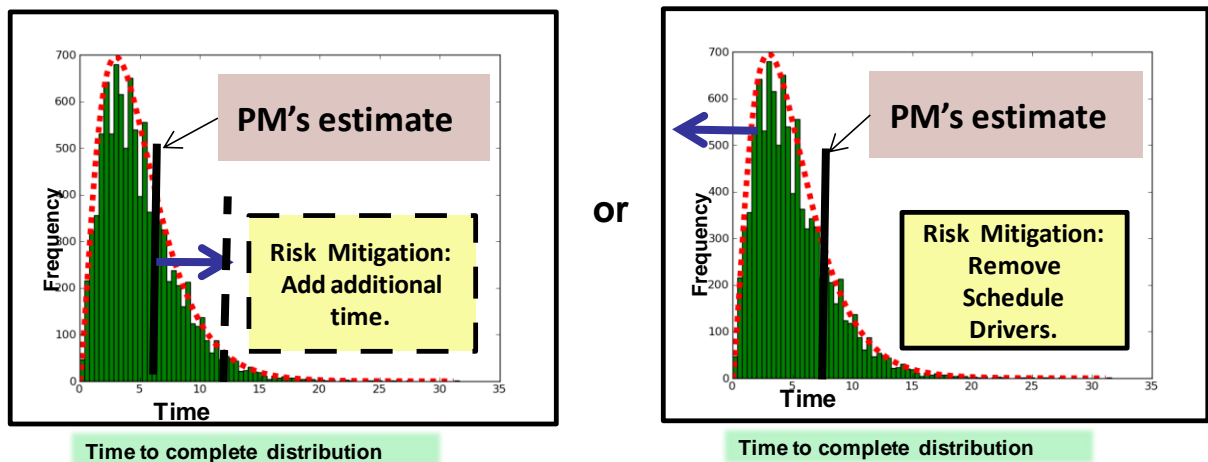 700
600
500
400
300
200
100
0
Frequency
0 5 10 15 20 25 30 35
Time
PM's estimate
Risk Mitigation:
Add additional
time.
Time to complete distribution
or
700
600
500
400
300
200
100
0
Frequency
0 5 10 15 20 25 30 35
Time
PM's estimate
Risk Mitigation:
Remove
Schedule
Drivers.
Time to complete distribution